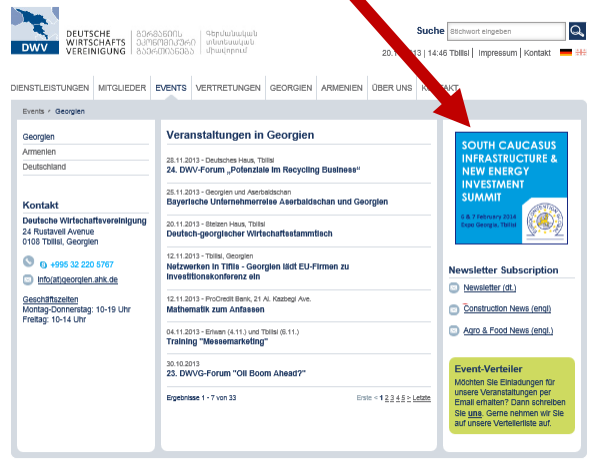 DEUTSCHE
WIRTSCHAFTS
VEREINIGUNG
DWV
გერმანიის
ეკონომიკური
გაერთიანება
Գերմանական
տնտեսական
միավորում
Suche Stichwort eingeben
2013 | 14:46 Tbilisi | Impressum | Kontakt
DIENSTLEISTUNGEN | MITGLIEDER | EVENTS | VERTRETUNGEN | GEORGIEN | ARMENIEN | ÜBER UNS |
Events Georgien
Georgien
Armenien
Deutschland
Kontakt
Deutsche Wirtschaftsvereinigung
24 Rustaveli Avenue
0108 Tbilisi, Georgien
+995 32 220 5767
info(at)georgien.ahk.de
Geschäftszeiten
Montag-Donnerstag: 10-19 Uhr
Freitag: 10-14 Uhr
Veranstaltungen in Georgien
28.11.2013 - Deutsches Haus, Tbilisi
24. DWV-Forum „Potenziale im Recycling Business“
25.11.2013 - Georgien und Aserbaidschan
Bayerische Unternehmerreise Aserbaidschan und Georgien
20.11.2013 - Stelzen Haus, Tbilisi
Deutsch-georgischer Wirtschaftsstammtisch
12.11.2013 - Tbilisi, Georgien
Netzwerken in Tiflis - Georgien lädt EU-Firmen zu
Investitionskonferenz ein
12.11.2013 - ProCredit Bank, 21 Al. Kazbegi Ave.
Mathematik zum Anfassen
04.11.2013 - Eriwan (4.11.) und Tbilisi (6.11.)
Training "Messemarketing"
30.10.2013
23. DWVG-Forum "Oil Boom Ahead?"
Ergebnisse 1 - 7 von 33 Erste < 1 2 3 4 5 > Letzte
SOUTH CAUCASUS
INFRASTRUCTURE &
NEW ENERGY
INVESTMENT
SUMMIT
6 & 7 February 2014
Expo Georgia, Tbilisi
Newsletter Subscription
Newsletter (dt.)
Construction News (engl)
Agro & Food News (engl.)
Event-Verteiler
Möchten Sie Einladungen für
unsere Veranstaltungen per
Email erhalten? Dann schreiben
Sie uns. Gerne nehmen wir Sie
auf unsere Verteilerliste auf.